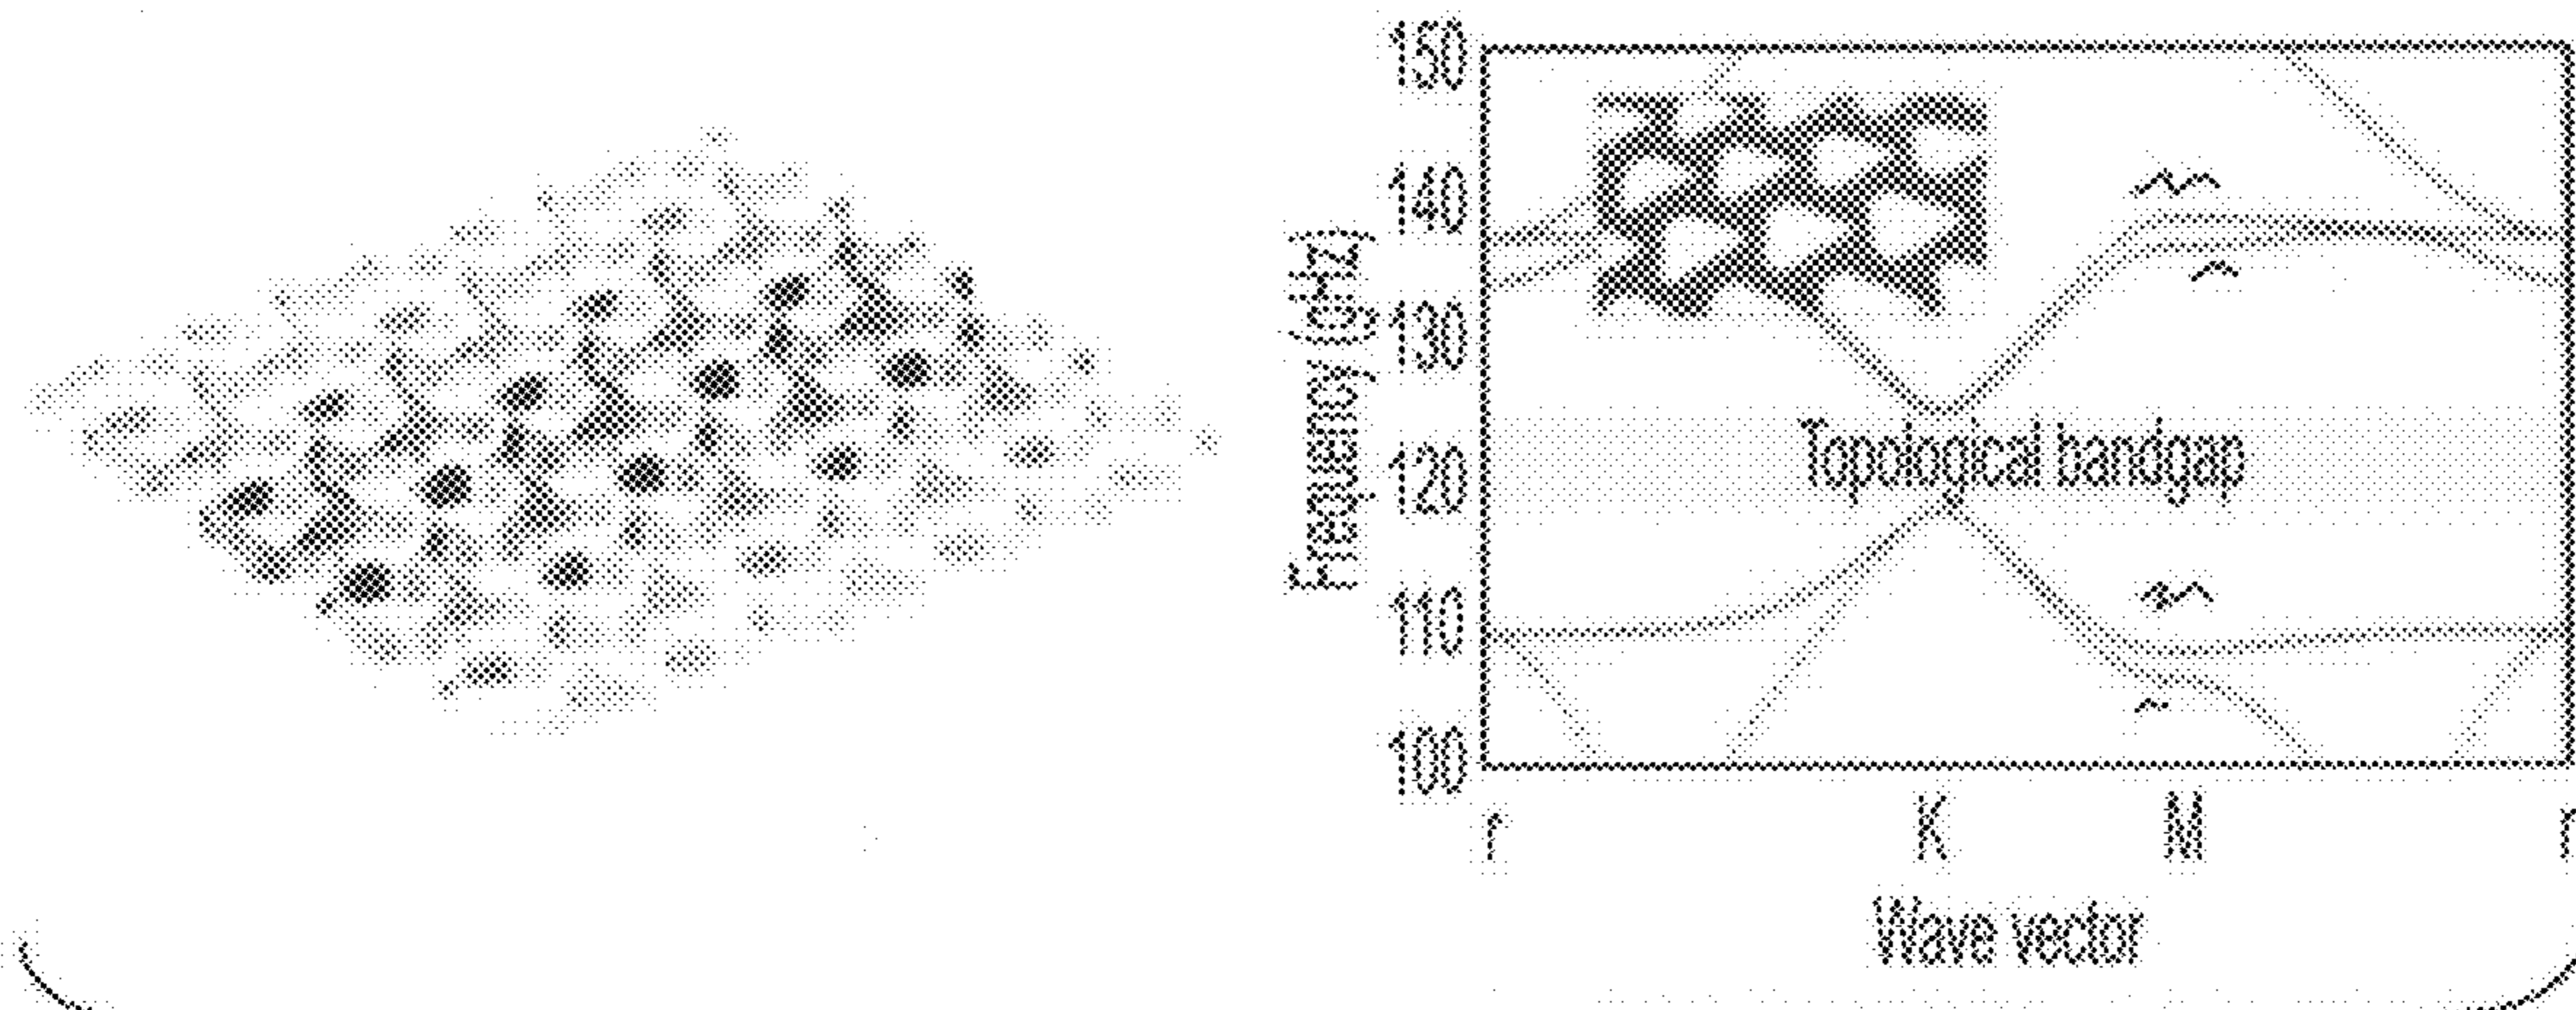 150
140
130
120
110
100
Frequency (GHz)
Topological bandgap
Γ K M Γ
Wave vector